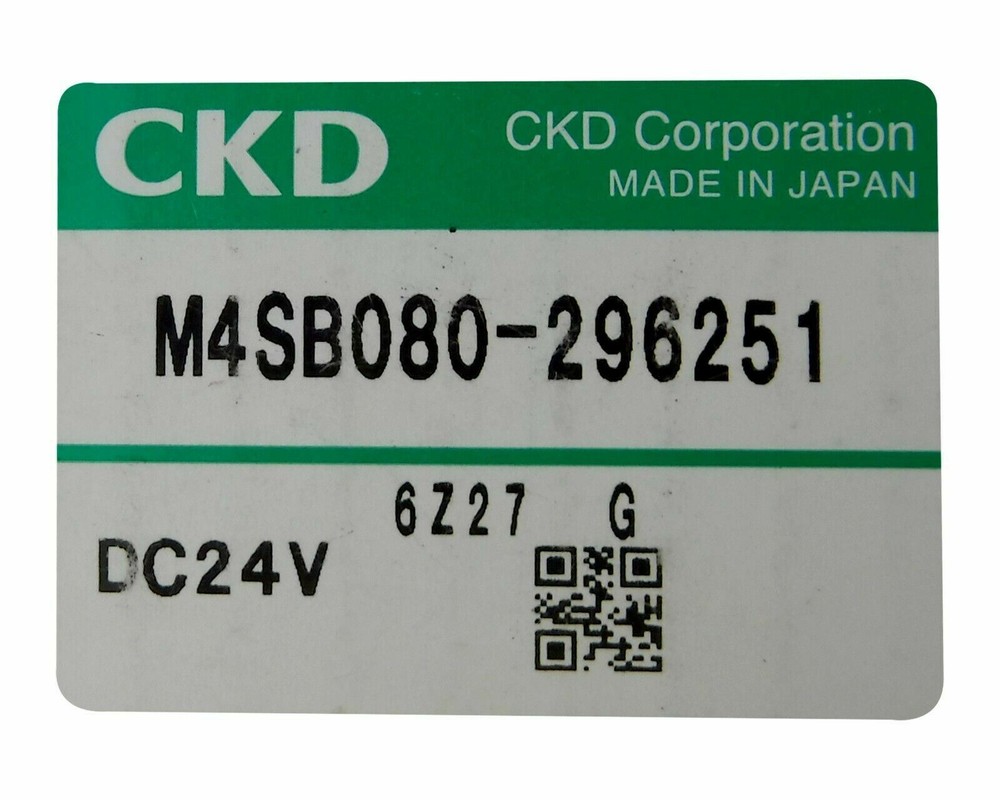 CKD
CKD Corporation
MADE IN JAPAN
M4SB080-296251
6Z27 G
DC24V